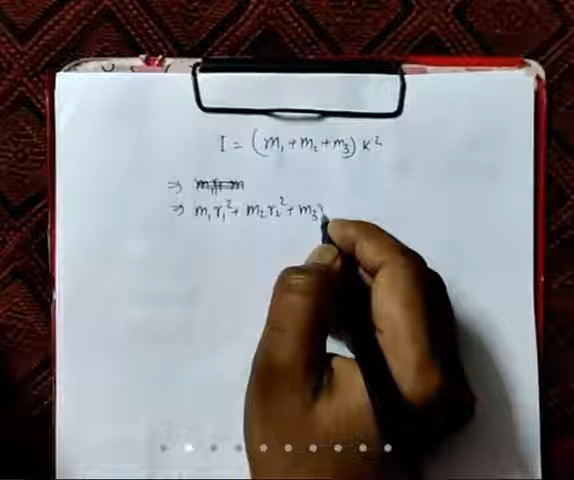 I = (m₁ + m₂ + m₃) K²
⇒
⇒ m₁r₁² + m₂r₂² + m₃